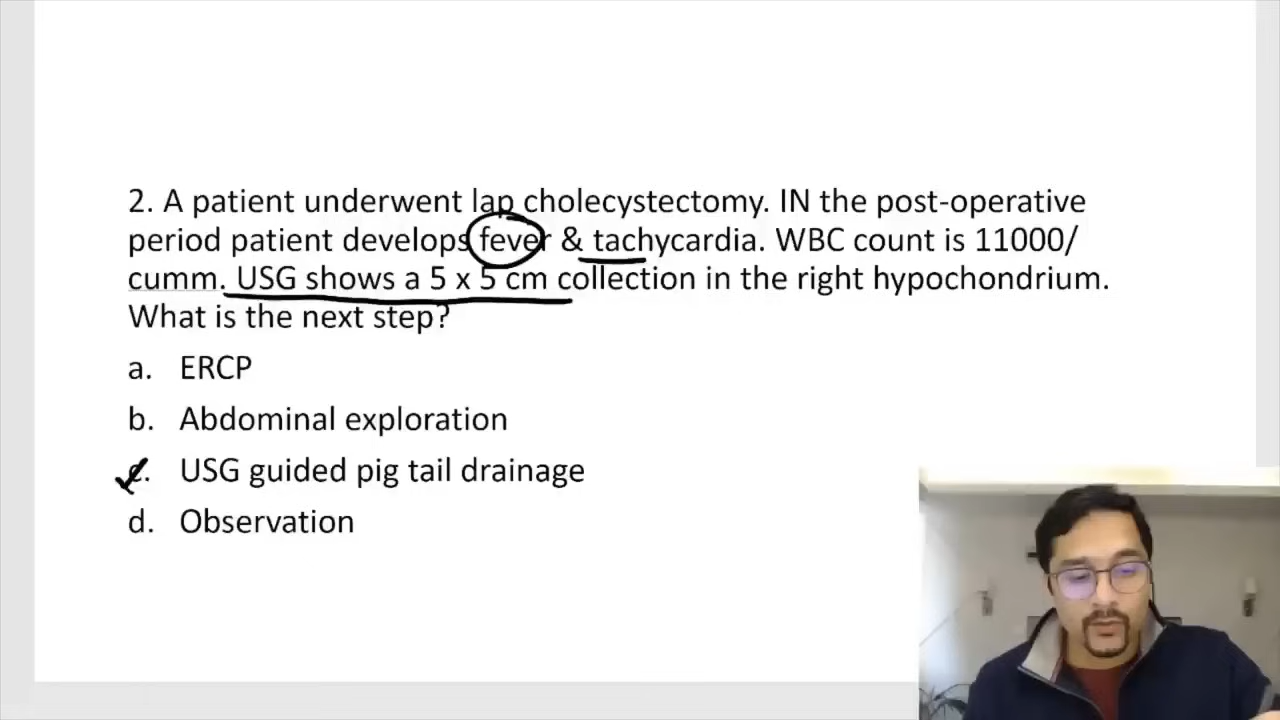 2. A patient underwent lap cholecystectomy. IN the post-operative
period patient develops fever & tachycardia. WBC count is 11000/
cumm. USG shows a 5 x 5 cm collection in the right hypochondrium.
What is the next step?
a. ERCP
b. Abdominal exploration
c. USG guided pig tail drainage
d. Observation